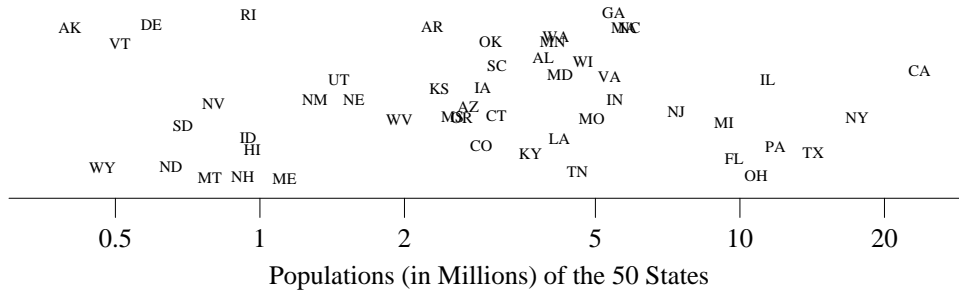 RI GA
AK DE AR MA NC
VT OK MN WA
AL WI
SC CA
UT MD VA IL
KS IA
NV NM NE AZ IN
WV MS OR CT MO NJ MI NY
SD
ID LA
HI CO KY PA TX
WY ND FL
MT NH ME TN OH
0.5 1 2 5 10 20
Populations (in Millions) of the 50 States